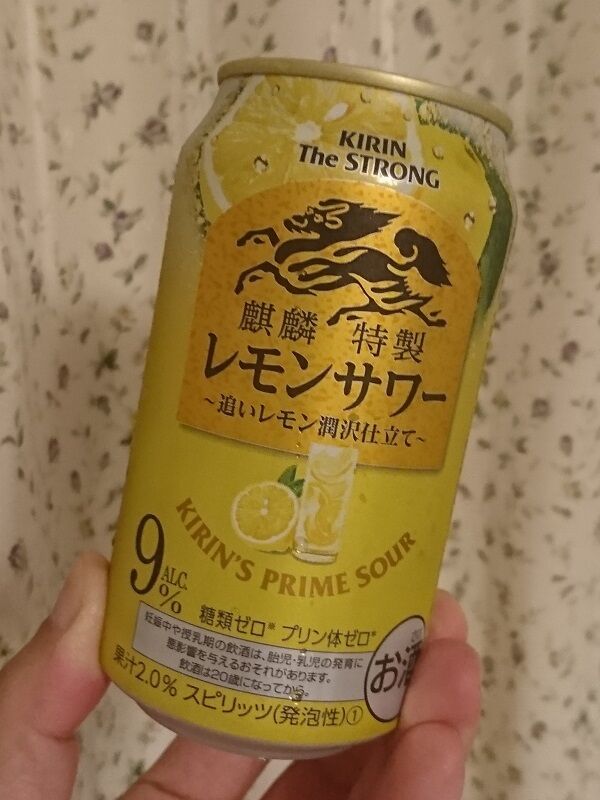 KIRIN
The STRONG
麒麟 特製
レモンサワー
～追いレモン潤沢仕立て～
KIRIN'S PRIME SOUR
9% ALC.
糖類ゼロ※ プリン体ゼロ※
妊娠中や授乳期の飲酒は、胎児・乳児の発育に
悪影響を与えるおそれがあります。
飲酒は20歳になってから。
お酒
果汁2.0% スピリッツ(発泡性)①